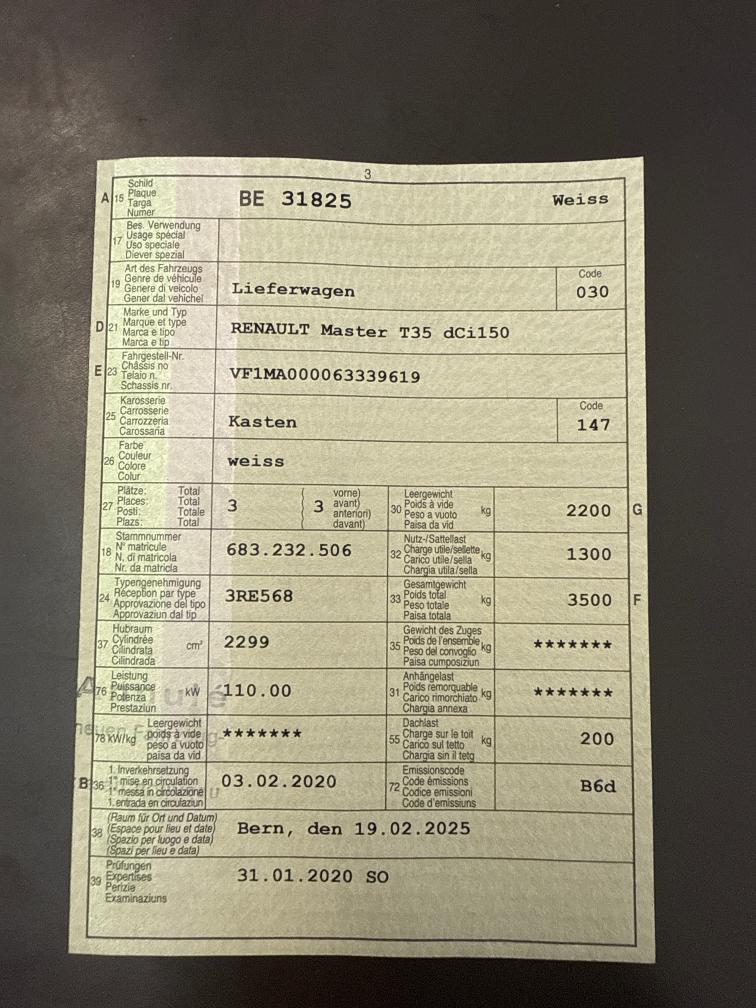 3
A 15 Schild Plaque Targa Numer BE 31825 Weiss
17 Bes. Verwendung Usage spécial Uso speciale Diever spezial
19 Art des Fahrzeugs Genre de véhicule Genere di veicolo Gener dal vehichel Lieferwagen Code 030
D 21 Marke und Typ Marque et type Marca e tipo Marca e tip RENAULT Master T35 dCi150
E 23 Fahrgestell-Nr. Châssis no Telaio n. Schassis nr. VF1MA000063339619
25 Karosserie Carrosserie Carrozzeria Carossaria Kasten Code 147
26 Farbe Couleur Colore Colur weiss
27 Plätze: Total Places: Total Posti: Totale Plazs: Total 3 3 vorne) avant) anteriori) davant) 30 Leergewicht Poids à vide Peso a vuoto Paisa da vid kg 2200 G
18 Stammnummer N° matricule N. di matricola Nr. da matricla 683.232.506 32 Nutz-/Sattellast Charge utile/sellette Carico utile/sella Chargia utila/sella kg 1300
24 Typengenehmigung Réception par type Approvazione del tipo Approvaziun dal tip 3RE568 33 Gesamtgewicht Poids total Peso totale Paisa totala kg 3500 F
37 Hubraum Cylindrée Cilindrata Cilindrada cm³ 2299 35 Gewicht des Zuges Poids de l'ensemble Peso del convoglio Paisa cumposiziun kg *******
76 Leistung Puissance Potenza Prestaziun kW 110.00 31 Anhängelast Poids remorquable Carico rimorchiato Chargia annexa kg *******
78 kW/kg Leergewicht poids à vide peso a vuoto paisa da vid ******* 55 Dachlast Charge sur le toit Carico sul tetto Chargia sin il tetg kg 200
B 36 1. Inverkehrsetzung 1re mise en circulation 1a messa in circolazione 1. entrada en circulaziun 03.02.2020 72 Emissionscode Code émissions Codice emissioni Code d'emissiuns B6d
38 (Raum für Ort und Datum) (Espace pour lieu et date) (Spazio per luogo e data) (Spazi per lieu e data) Bern, den 19.02.2025
39 Prüfungen Expertises Perizie Examinaziuns 31.01.2020 SO